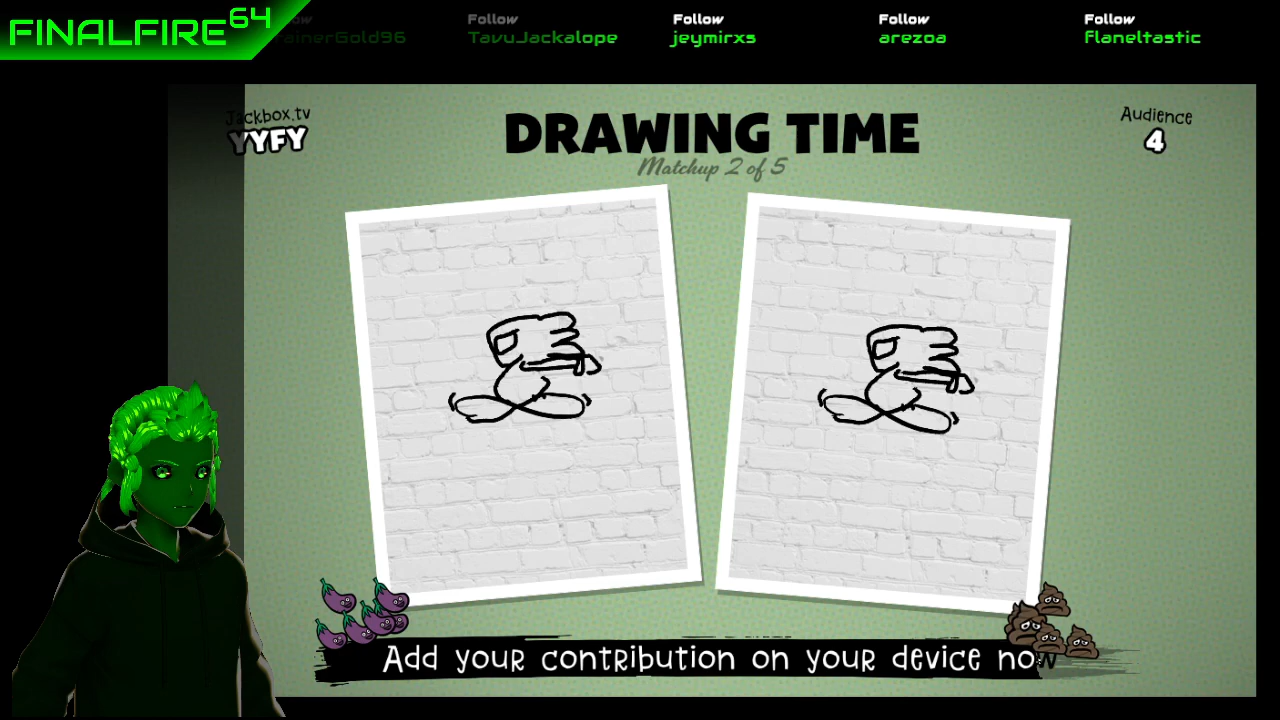 FINALFIRE64
Follow Follow Follow Follow
TavuJackalope jeymirxs arezoa Flaneltastic
Jackbox.tv
YYFY
DRAWING TIME
Matchup 2 of 5
Audience
4
Add your contribution on your device now